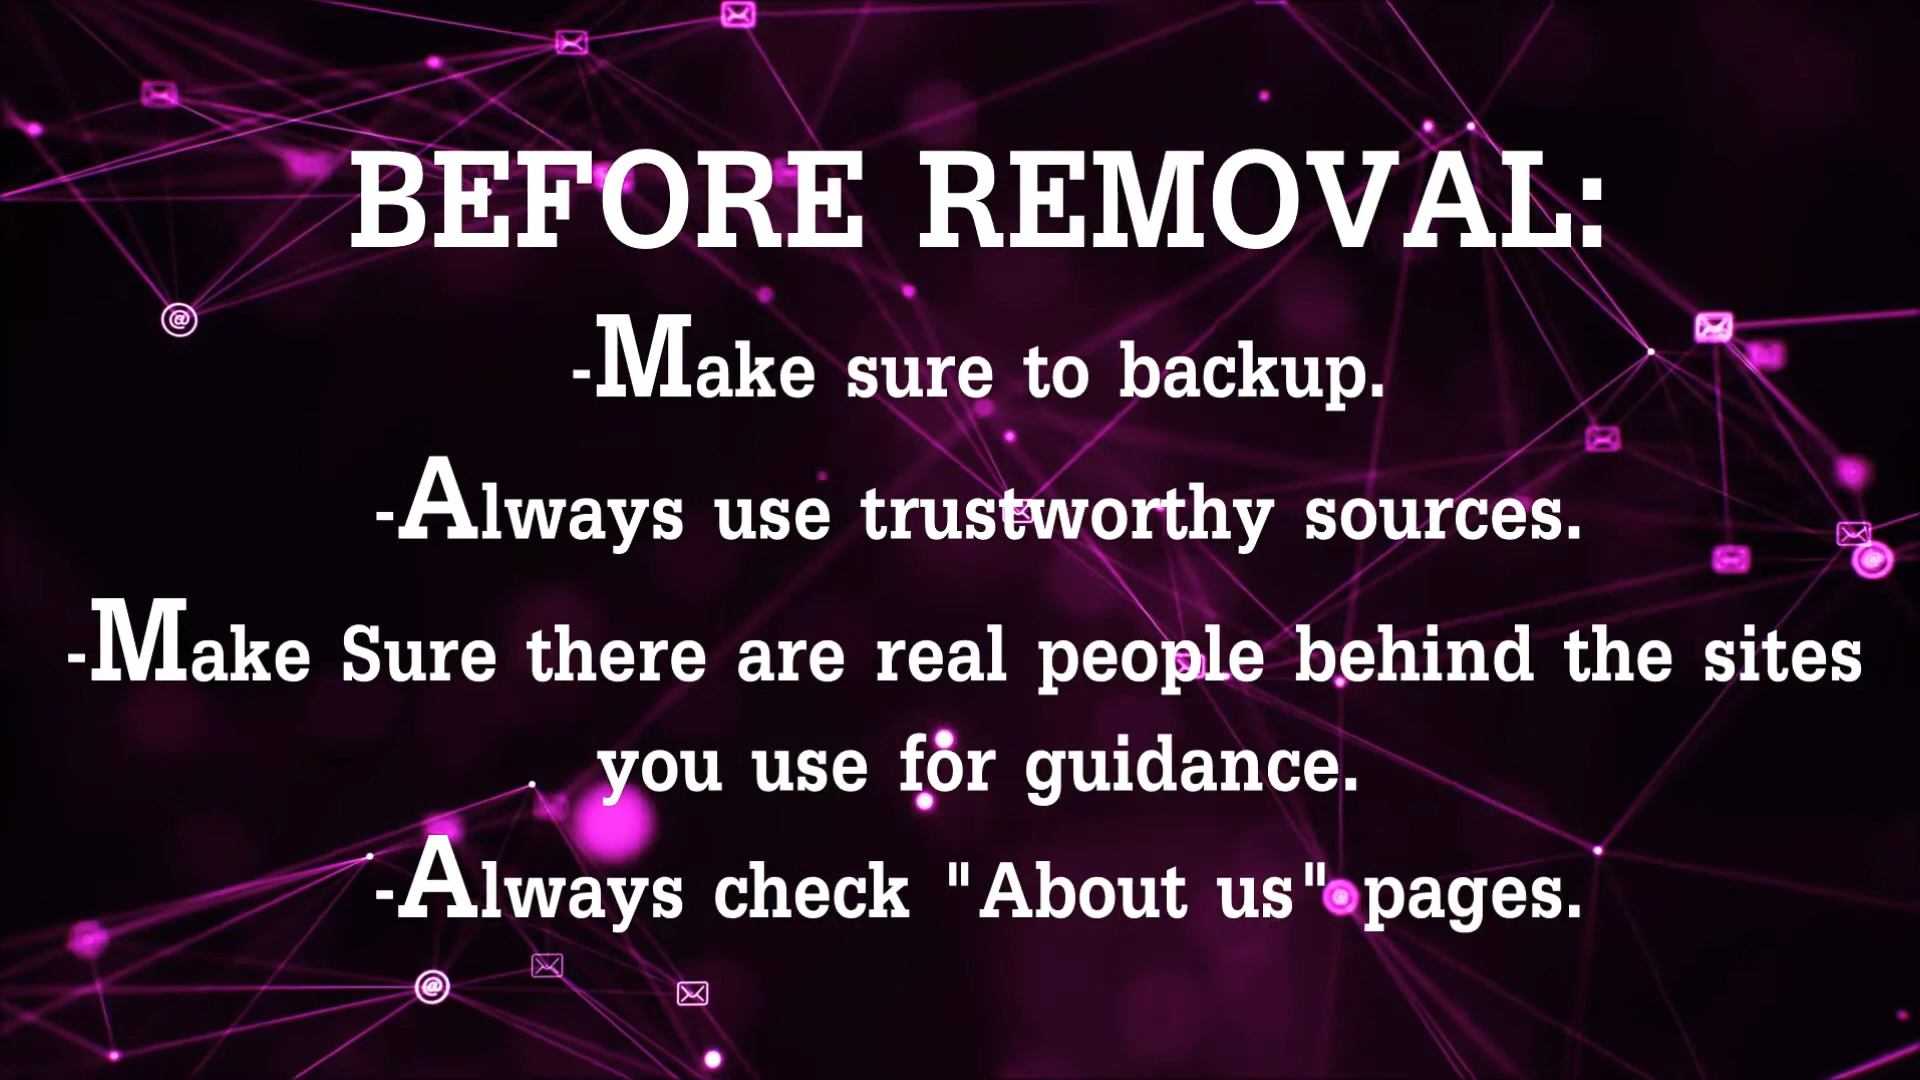 BEFORE REMOVAL:
-Make sure to backup.
-Always use trustworthy sources.
-Make Sure there are real people behind the sites
you use for guidance.
-Always check "About us" pages.